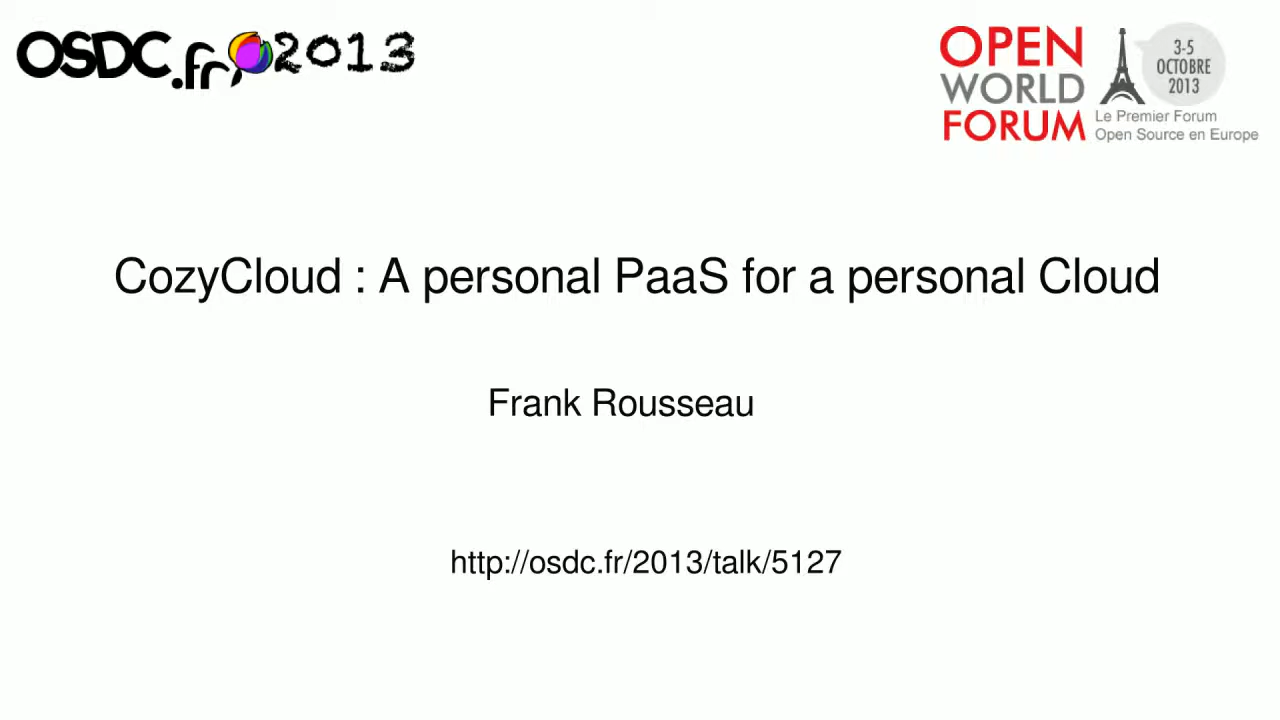 OSDC.fr 2013
OPEN
WORLD
FORUM
3-5
OCTOBRE
2013
Le Premier Forum
Open Source en Europe
CozyCloud : A personal PaaS for a personal Cloud
Frank Rousseau
http://osdc.fr/2013/talk/5127